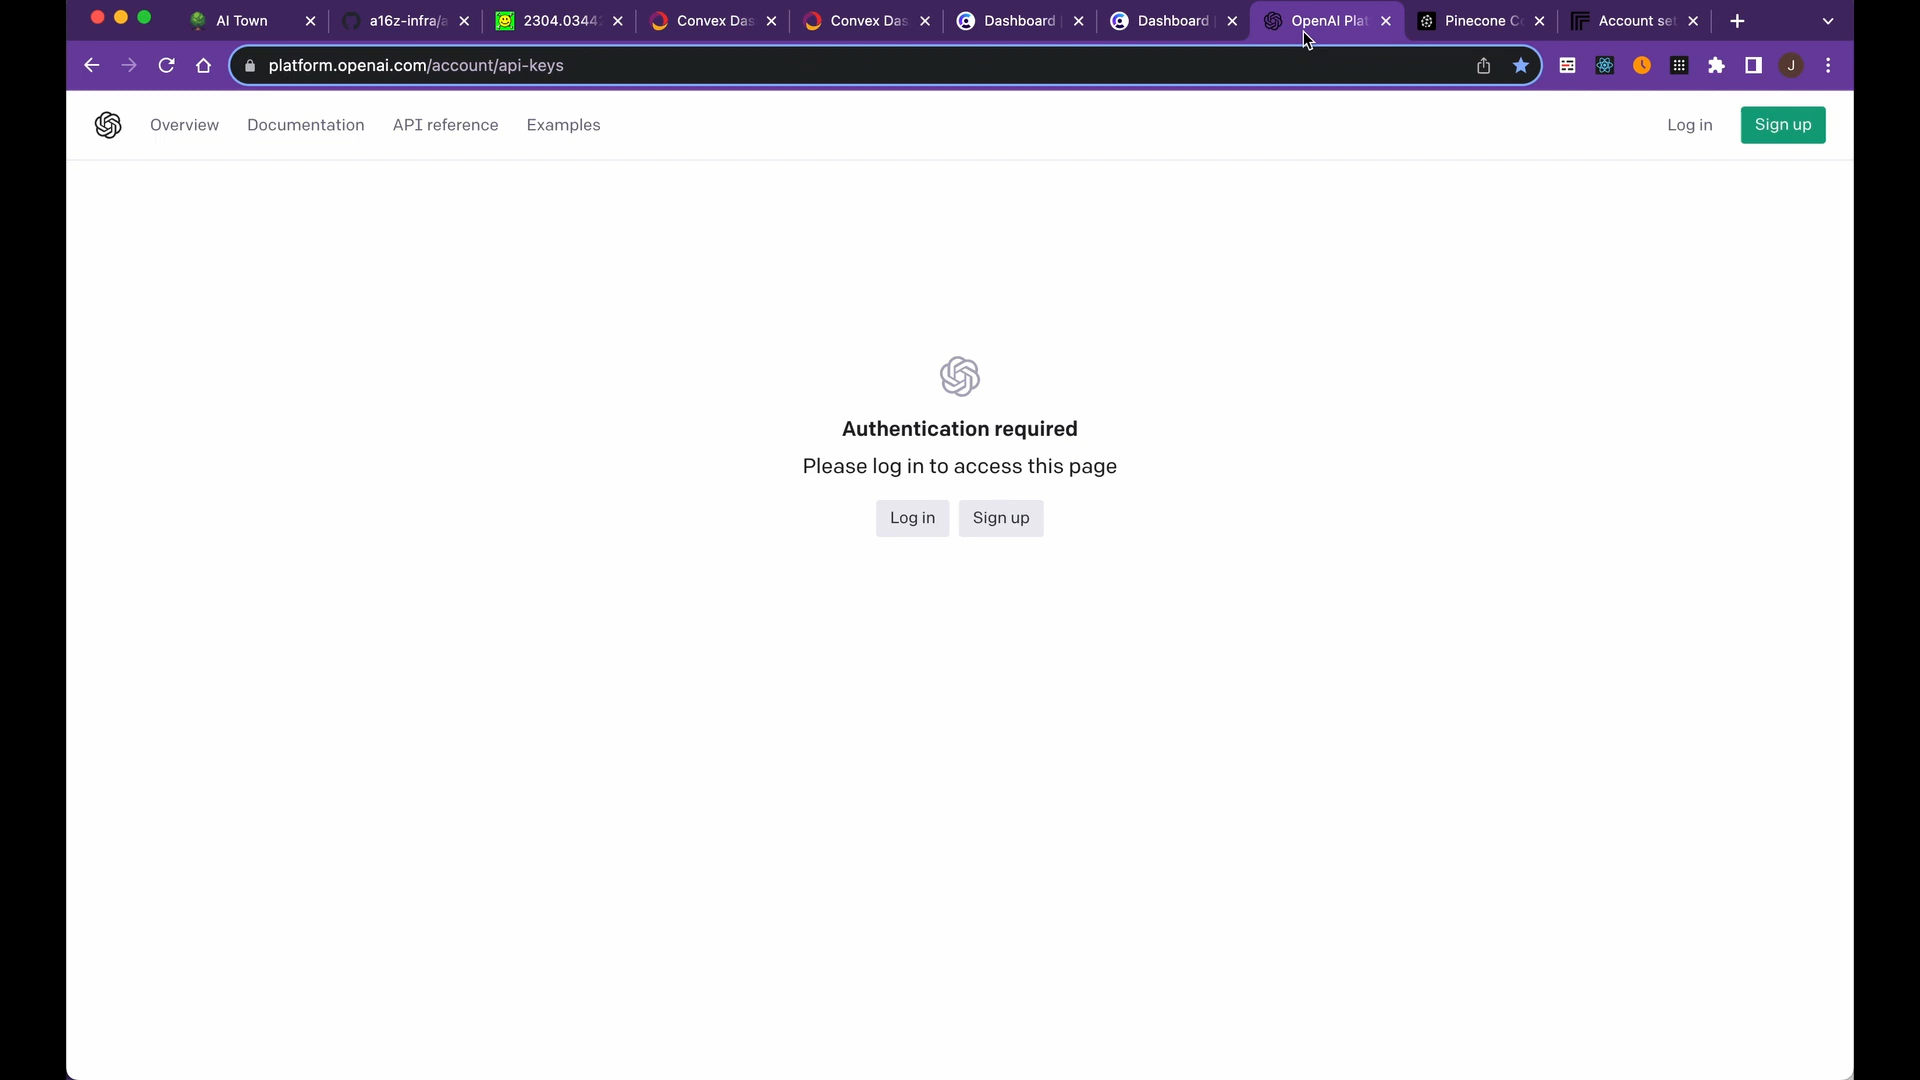 AI Town
a16z-infra/a
2304.0344
Convex Das
Convex Das
Dashboard
Dashboard
OpenAI Plat
Pinecone C
Account set
platform.openai.com/account/api-keys
J
Overview
Documentation
API reference
Examples
Log in
Sign up
Authentication required
Please log in to access this page
Log in
Sign up